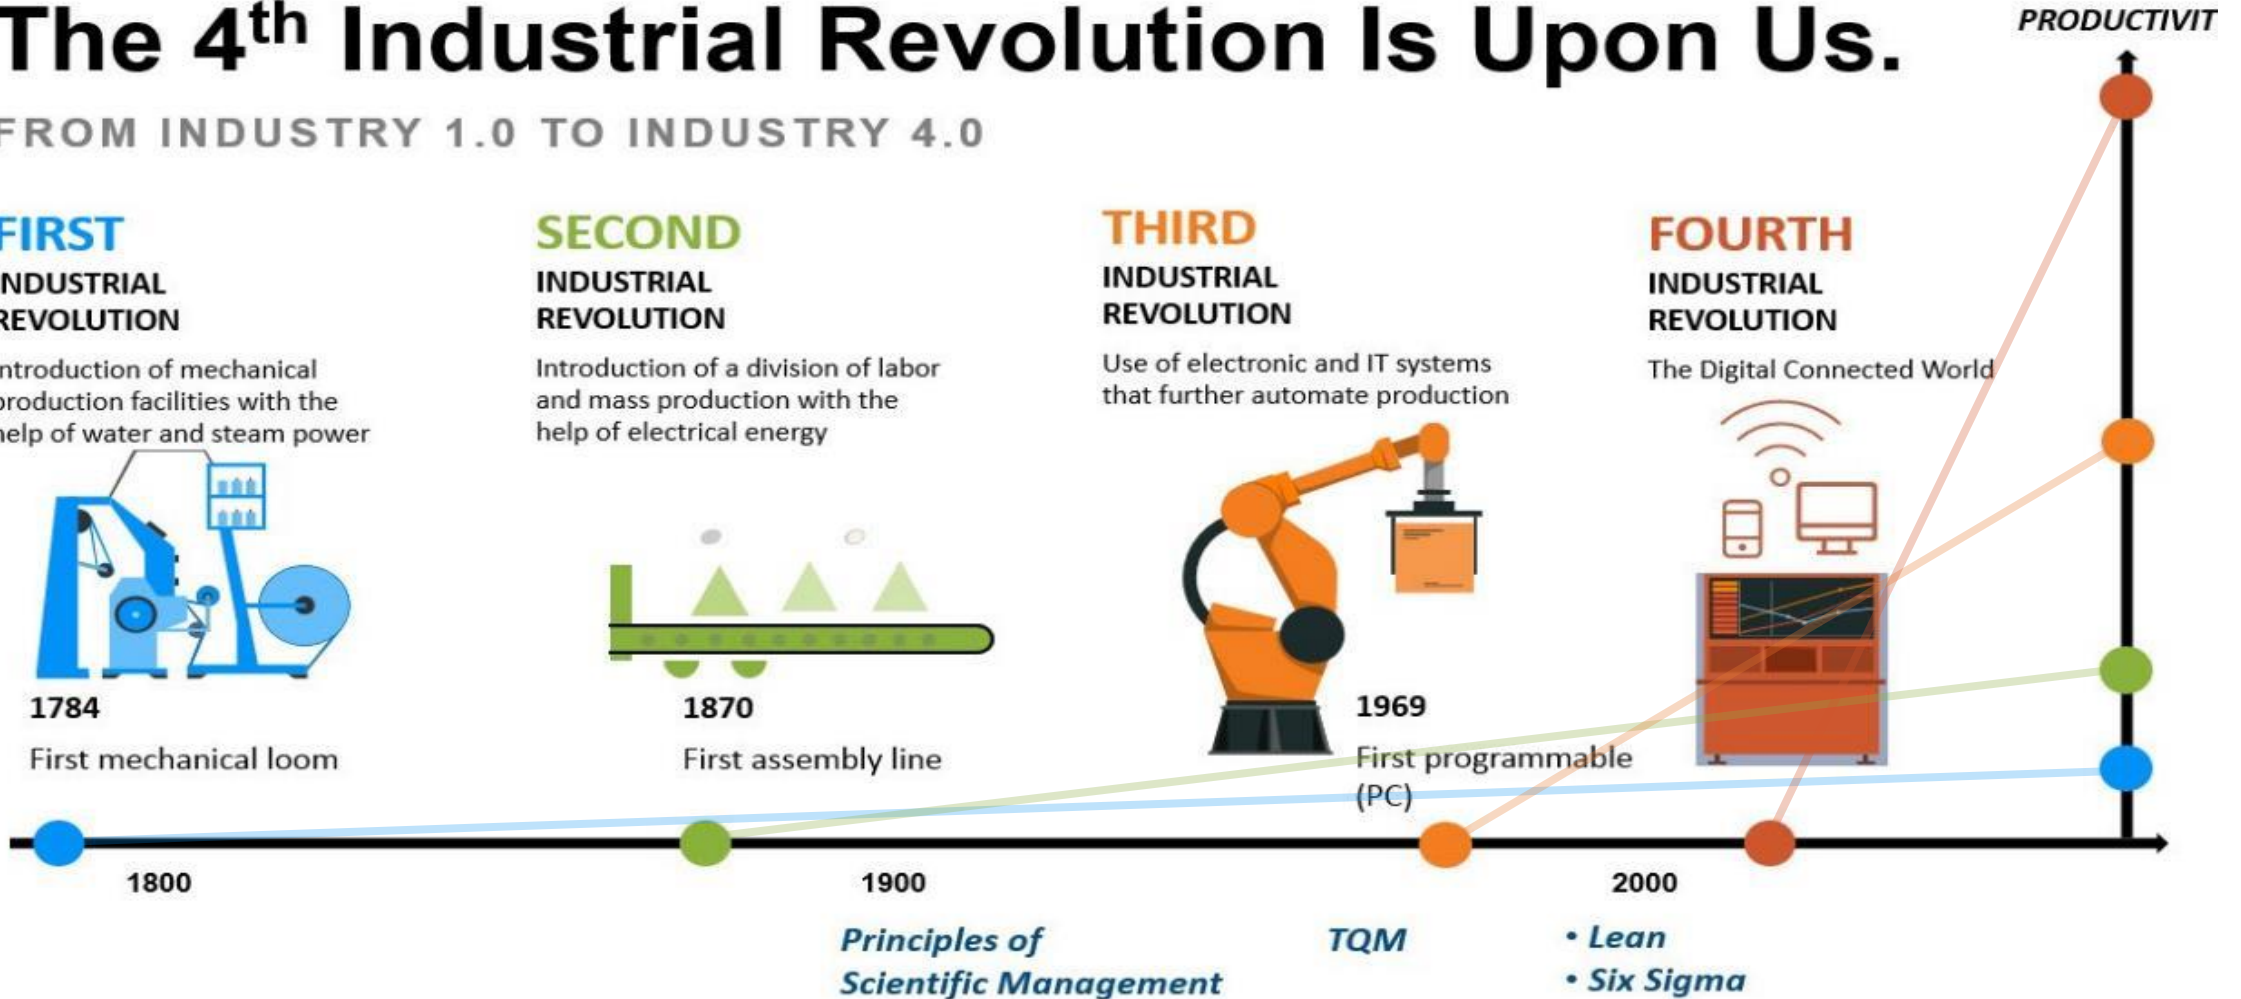 The 4th Industrial Revolution Is Upon Us.
PRODUCTIVIT
FROM INDUSTRY 1.0 TO INDUSTRY 4.0
FIRST
NDUSTRIAL
REVOLUTION
ntroduction of mechanical
production facilities with the
help of water and steam power
1784
First mechanical loom
SECOND
INDUSTRIAL
REVOLUTION
Introduction of a division of labor
and mass production with the
help of electrical energy
1870
First assembly line
THIRD
INDUSTRIAL
REVOLUTION
Use of electronic and IT systems
that further automate production
1969
First programmable
(PC)
FOURTH
INDUSTRIAL
REVOLUTION
The Digital Connected World
1800
1900
2000
Principles of
Scientific Management
TQM
• Lean
• Six Sigma